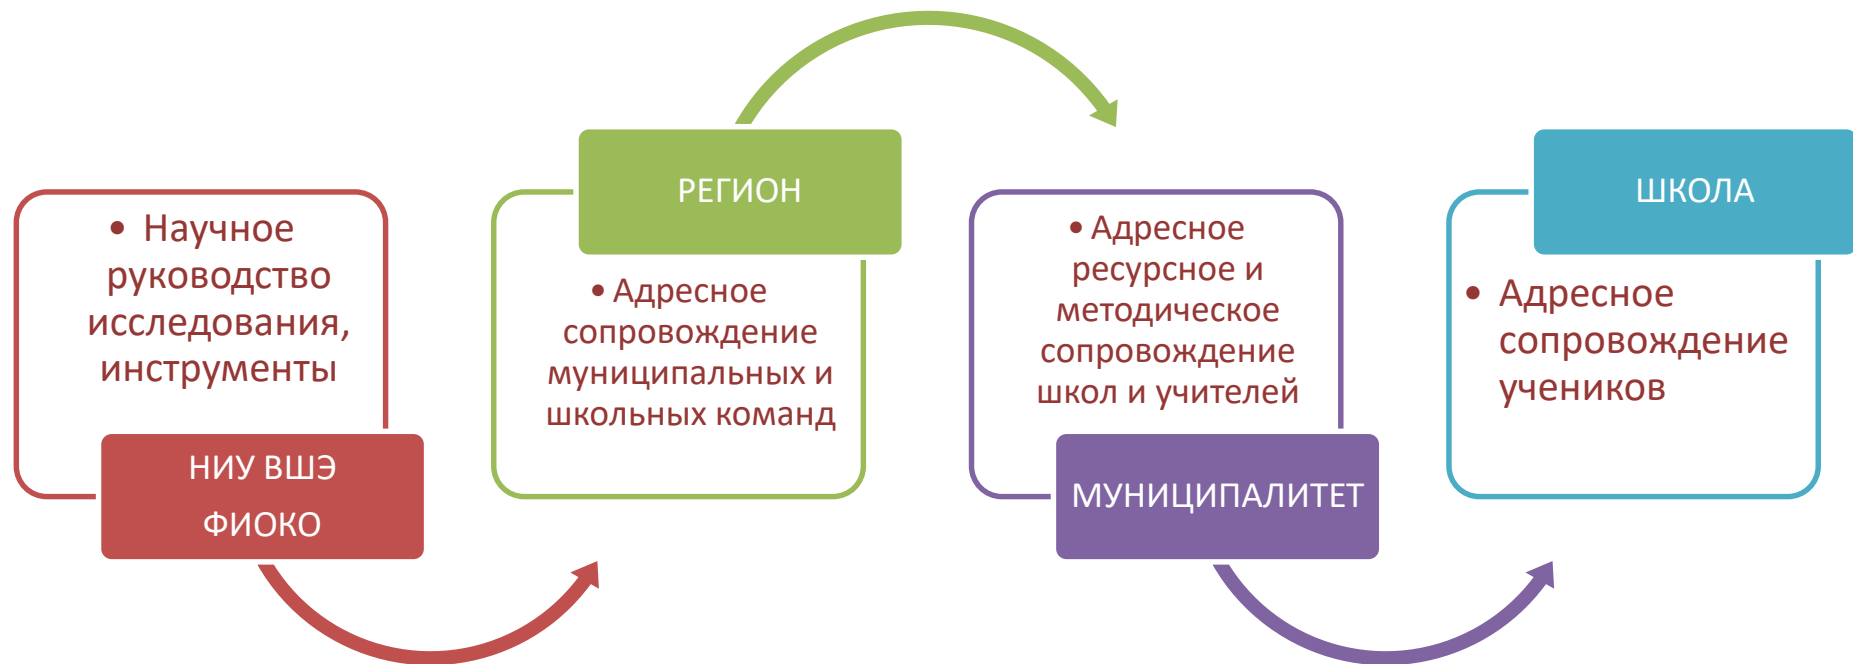 • Научное
руководство
исследования,
инструменты
НИУ ВШЭ
ФИОКО
РЕГИОН
• Адресное
сопровождение
муниципальных и
школьных команд
• Адресное
ресурсное и
методическое
сопровождение
школ и учителей
МУНИЦИПАЛИТЕТ
ШКОЛА
• Адресное
сопровождение
учеников